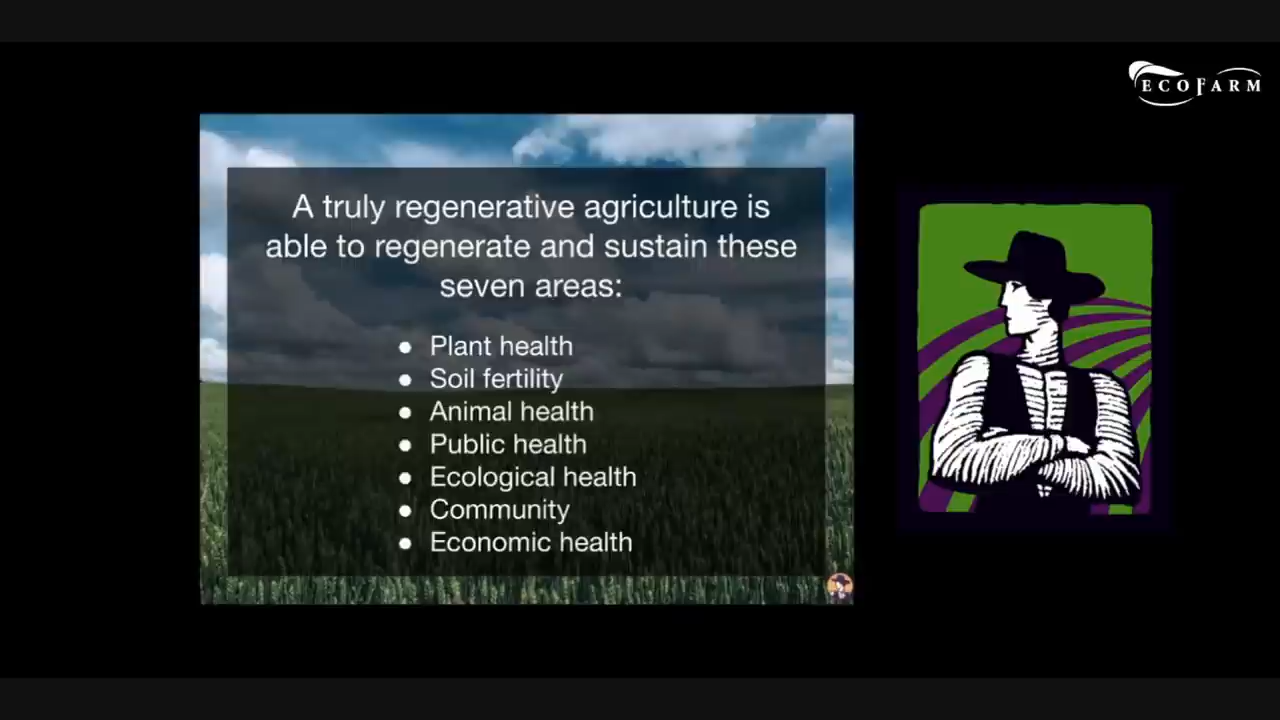 ECOFARM
A truly regenerative agriculture is
able to regenerate and sustain these
seven areas:
● Plant health
● Soil fertility
● Animal health
● Public health
● Ecological health
● Community
● Economic health